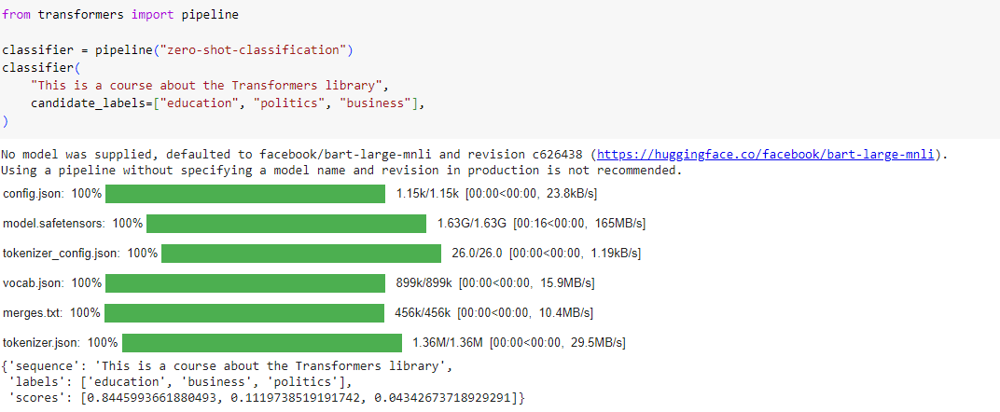 from transformers import pipeline
classifier = pipeline("zero-shot-classification")
classifier(
    "This is a course about the Transformers library",
    candidate_labels=["education", "politics", "business"],
)
No model was supplied, defaulted to facebook/bart-large-mnli and revision c626438 (https://huggingface.co/facebook/bart-large-mnli).
Using a pipeline without specifying a model name and revision in production is not recommended.
config.json: 100% 1.15k/1.15k [00:00<00:00, 23.8kB/s]
model.safetensors: 100% 1.63G/1.63G [00:16<00:00, 165MB/s]
tokenizer_config.json: 100% 26.0/26.0 [00:00<00:00, 1.19kB/s]
vocab.json: 100% 899k/899k [00:00<00:00, 15.9MB/s]
merges.txt: 100% 456k/456k [00:00<00:00, 10.4MB/s]
tokenizer.json: 100% 1.36M/1.36M [00:00<00:00, 29.5MB/s]
{'sequence': 'This is a course about the Transformers library',
 'labels': ['education', 'business', 'politics'],
 'scores': [0.8445993661880493, 0.1119738519191742, 0.04342673718929291]}